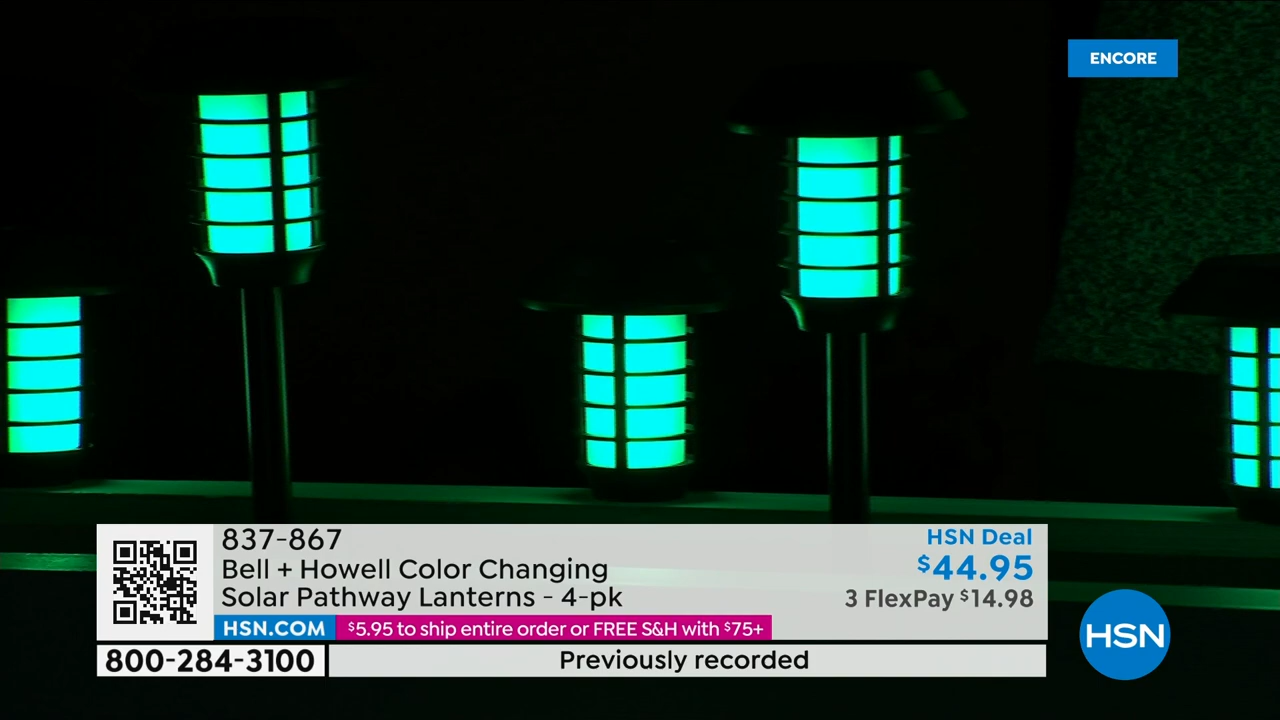 ENCORE
837-867
Bell + Howell Color Changing
Solar Pathway Lanterns - 4-pk
HSN Deal
$44.95
3 FlexPay $14.98
HSN.COM
$5.95 to ship entire order or FREE S&H with $75+
800-284-3100
Previously recorded
HSN